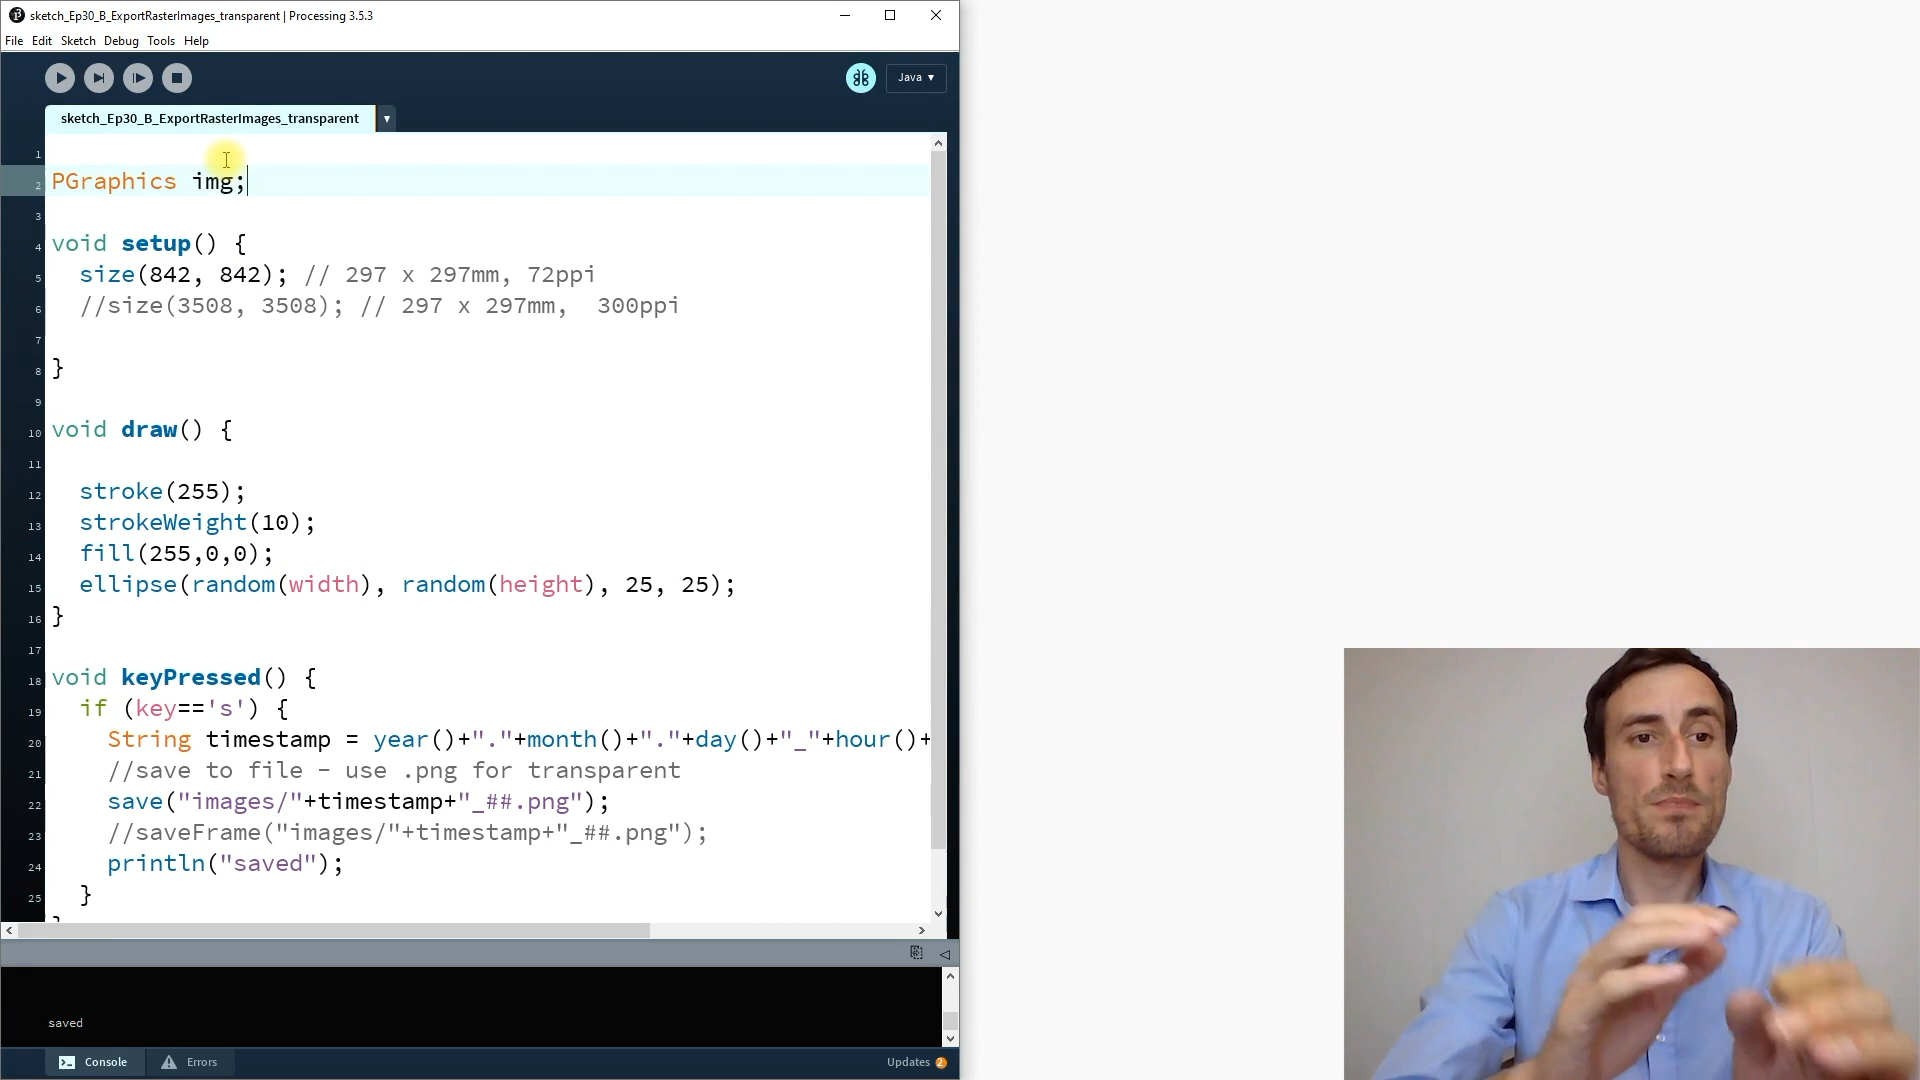 sketch_Ep30_B_ExportRasterImages_transparent | Processing 3.5.3
File Edit Sketch Debug Tools Help
Java ▾
sketch_Ep30_B_ExportRasterImages_transparent ▾
1
2 PGraphics img;
3
4 void setup() {
5 size(842, 842); // 297 x 297mm, 72ppi
6 //size(3508, 3508); // 297 x 297mm,  300ppi
7
8 }
9
10 void draw() {
11
12 stroke(255);
13 strokeWeight(10);
14 fill(255,0,0);
15 ellipse(random(width), random(height), 25, 25);
16 }
17
18 void keyPressed() {
19 if (key=='s') {
20 String timestamp = year()+"."+month()+"."+day()+"_"+hour()+
21 //save to file - use .png for transparent
22 save("images/"+timestamp+"_##.png");
23 //saveFrame("images/"+timestamp+"_##.png");
24 println("saved");
25 }
saved
Console Errors Updates 2